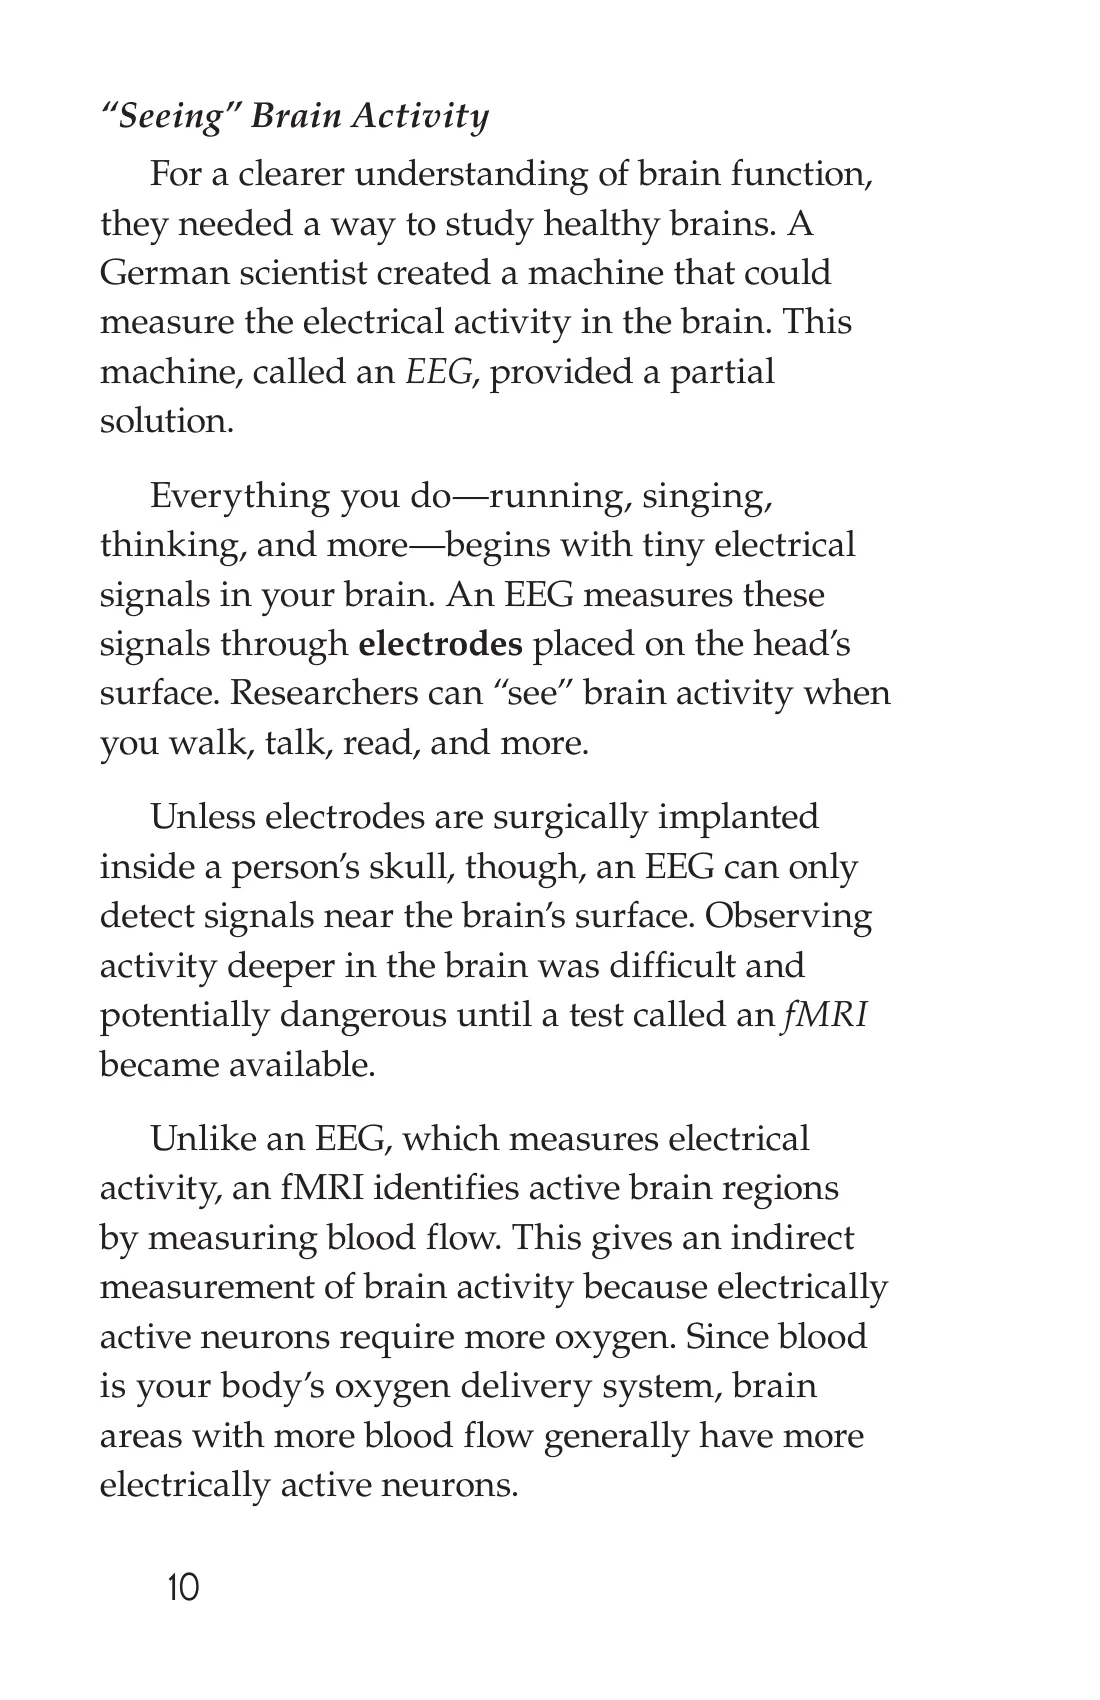 “Seeing” Brain Activity
For a clearer understanding of brain function,
they needed a way to study healthy brains. A
German scientist created a machine that could
measure the electrical activity in the brain. This
machine, called an EEG, provided a partial
solution.
Everything you do—running, singing,
thinking, and more—begins with tiny electrical
signals in your brain. An EEG measures these
signals through electrodes placed on the head’s
surface. Researchers can “see” brain activity when
you walk, talk, read, and more.
Unless electrodes are surgically implanted
inside a person’s skull, though, an EEG can only
detect signals near the brain’s surface. Observing
activity deeper in the brain was difficult and
potentially dangerous until a test called an fMRI
became available.
Unlike an EEG, which measures electrical
activity, an fMRI identifies active brain regions
by measuring blood flow. This gives an indirect
measurement of brain activity because electrically
active neurons require more oxygen. Since blood
is your body’s oxygen delivery system, brain
areas with more blood flow generally have more
electrically active neurons.
10